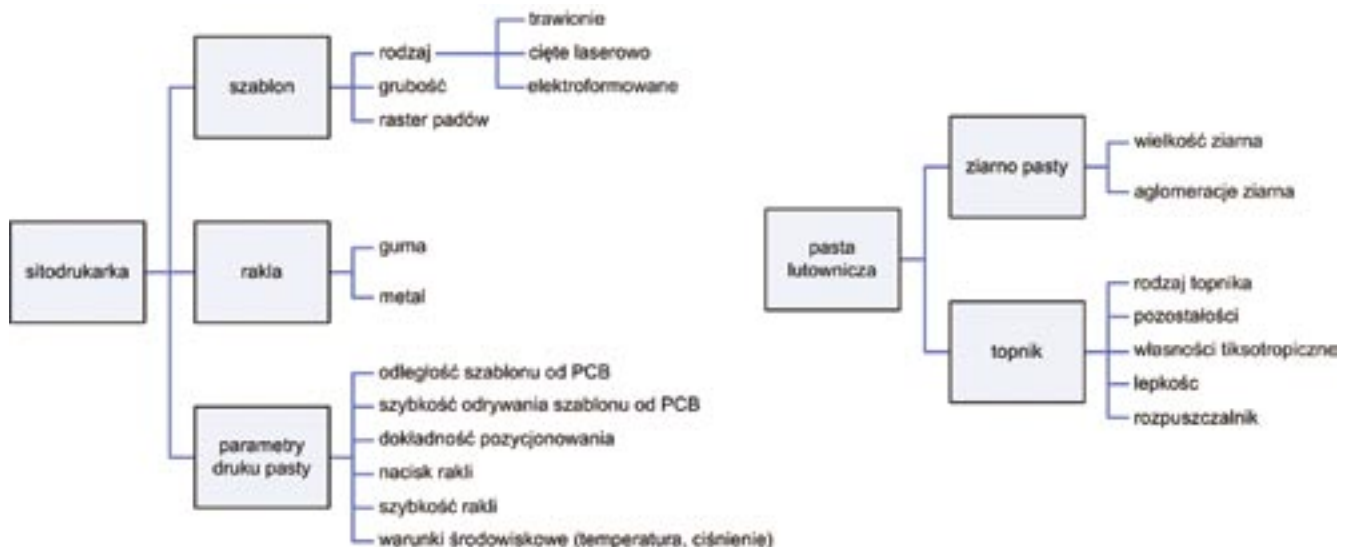 sitodrukarka
szablon
rodzaj
trawionie
cięte laserowo
elektroformowane
grubość
raster padów
rakla
guma
metal
parametry
druku pasty
odległość szablonu od PCB
szybkość odrywania szablonu od PCB
dokładność pozycjonowania
nacisk rakli
szybkość rakli
warunki środowiskowe (temperatura, ciśnienie)
pasta
lutownicza
ziarno pasty
wielkość ziarna
aglomeracje ziarna
topnik
rodzaj topnika
pozostałości
własności tiksotropiczne
lepkośc
rozpuszczalnik